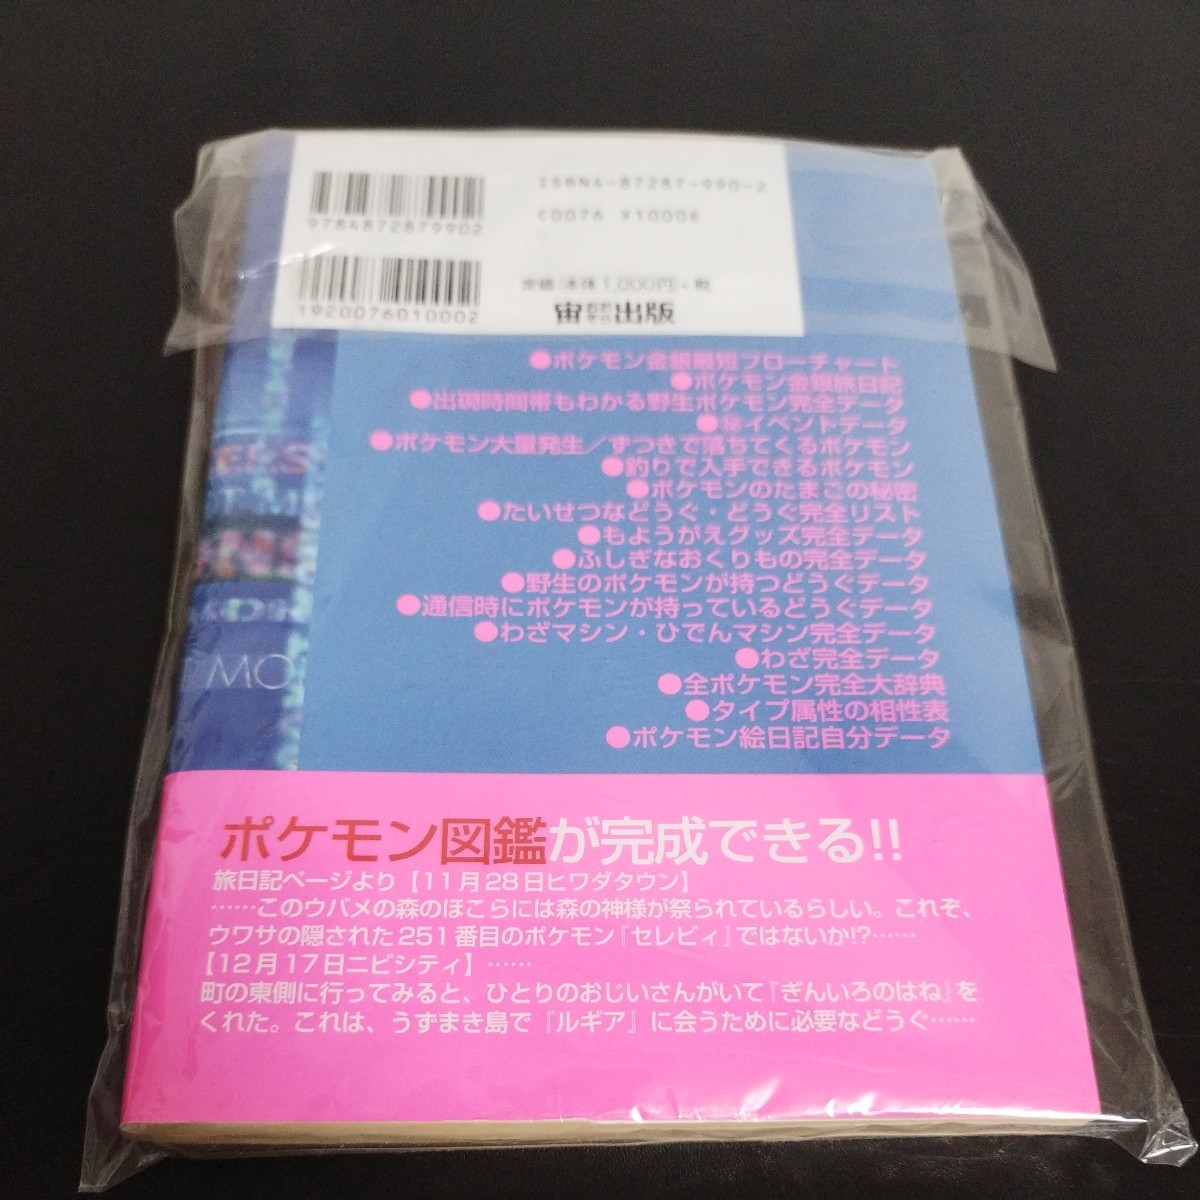 ISBN4-87287-990-2
9784872879902
C0076 ¥1000E
1920076010002
定価:本体1,000円+税
宙出版
●ポケモン金銀最短フローチャート
●ポケモン金銀旅日記
●出現時間帯もわかる野生ポケモン完全データ
●㊙イベントデータ
●ポケモン大量発生/ずつきで落ちてくるポケモン
●釣りで入手できるポケモン
●ポケモンのたまごの秘密
●たいせつなどうぐ・どうぐ完全リスト
●もようがえグッズ完全データ
●ふしぎなおくりもの完全データ
●野生のポケモンが持つどうぐデータ
●通信時にポケモンが持っているどうぐデータ
●わざマシン・ひでんマシン完全データ
●わざ完全データ
●全ポケモン完全大辞典
●タイプ属性の相性表
●ポケモン絵日記自分データ
MO
ポケモン図鑑が完成できる!!
旅日記ページより【11月28日ヒワダタウン】
……このウバメの森のほこらには森の神様が祭られているらしい。これぞ、
ウワサの隠された251番目のポケモン『セレビィ』ではないか!?……
【12月17日ニビシティ】……
町の東側に行ってみると、ひとりのおじいさんがいて『ぎんいろのはね』を
くれた。これは、うずまき島で『ルギア』に会うために必要などうぐ……